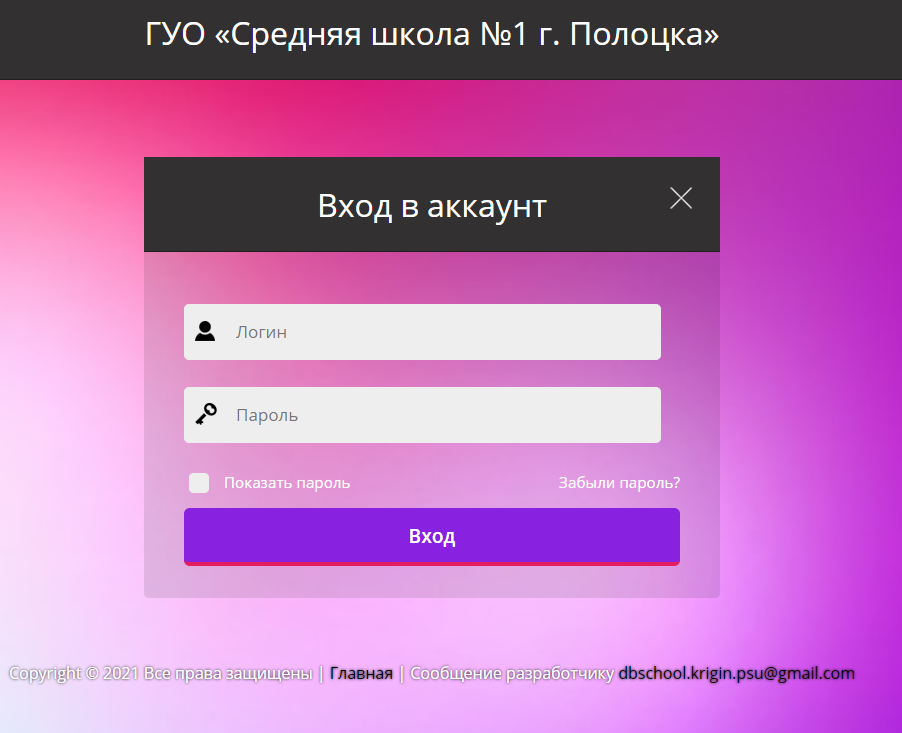 ГУО «Средняя школа №1 г. Полоцка»
Вход в аккаунт
Логин
Пароль
Показать пароль Забыли пароль?
Вход
Copyright © 2021 Все права защищены | Главная | Сообщение разработчику dbschool.krigin.psu@gmail.com